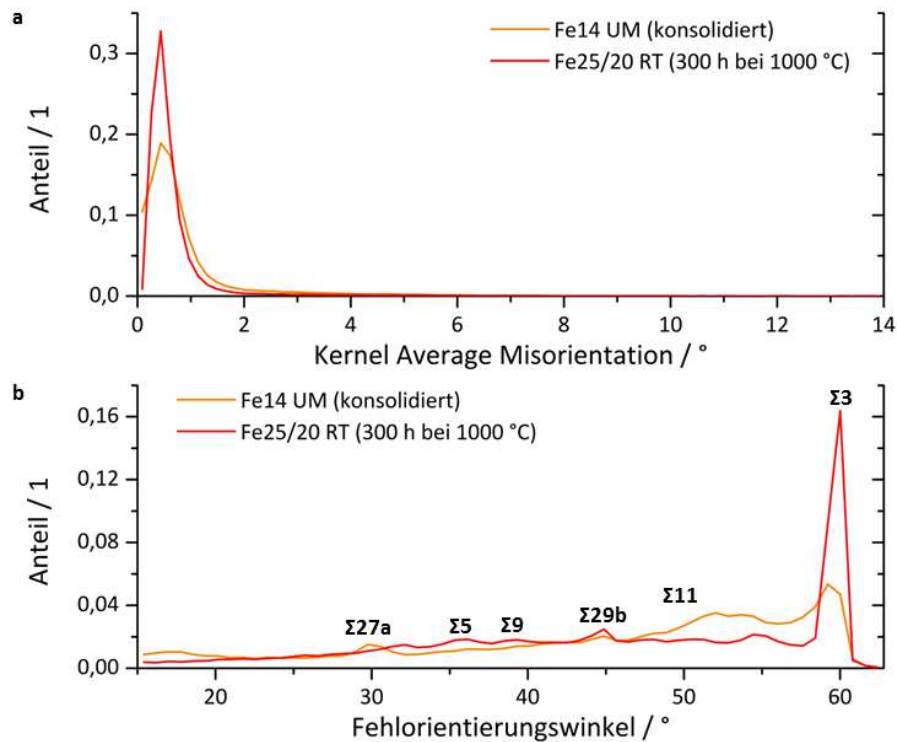 a
Fe14 UM (konsolidiert)
Fe25/20 RT (300 h bei 1000 °C)
Anteil / 1
0,3
0,2
0,1
0,0
0 2 4 6 8 10 12 14
Kernel Average Misorientation / °
b
Fe14 UM (konsolidiert)
Fe25/20 RT (300 h bei 1000 °C)
Anteil / 1
0,16
0,12
0,08
0,04
0,00
Σ27a Σ5 Σ9 Σ29b Σ11 Σ3
20 30 40 50 60
Fehlorientierungswinkel / °